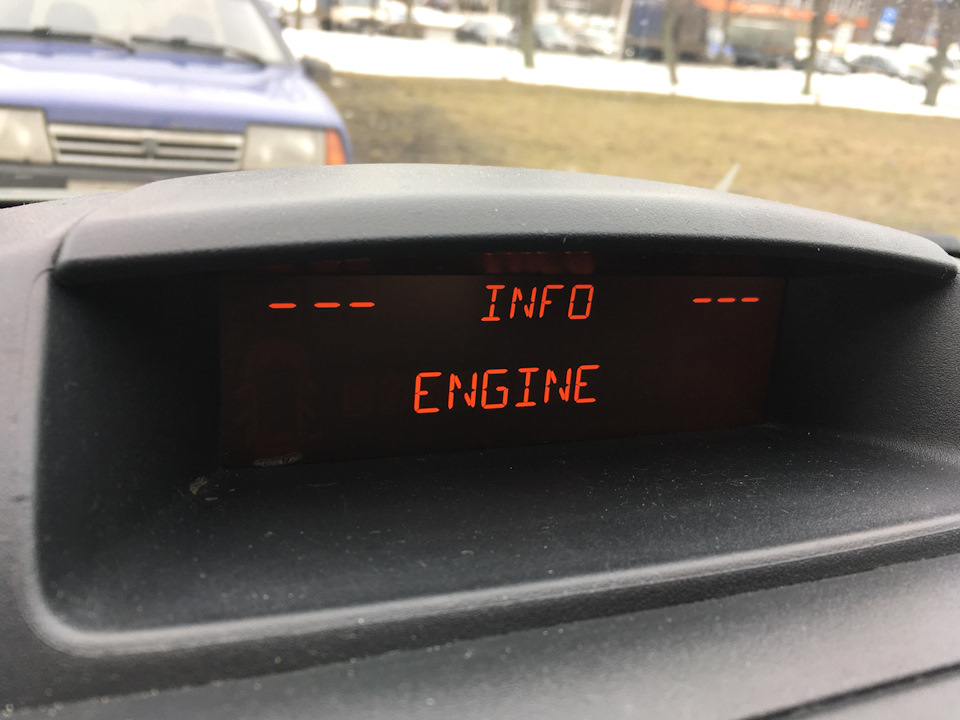 -- --- INFO ---
ENGINE